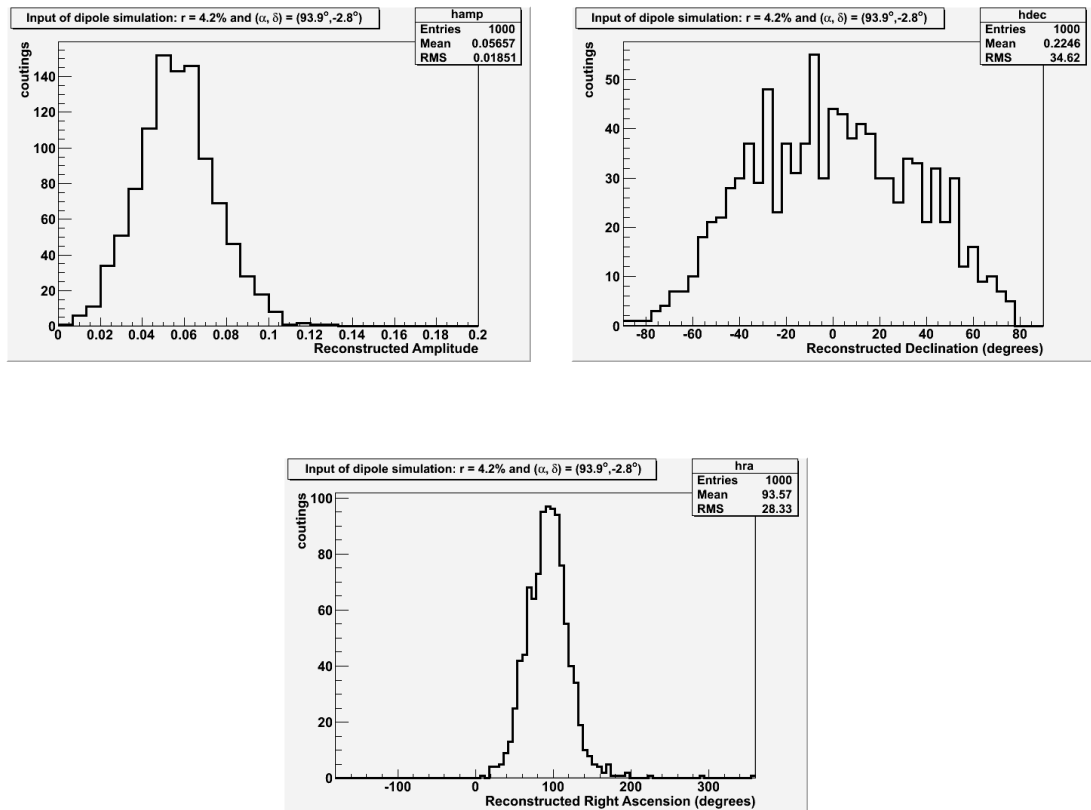 Input of dipole simulation: r = 4.2% and (α, δ) = (93.9°,-2.8°)
hamp
Entries 1000
Mean 0.05657
RMS 0.01851
coutings
140
120
100
80
60
40
20
0
0 0.02 0.04 0.06 0.08 0.1 0.12 0.14 0.16 0.18 0.2
Reconstructed Amplitude
Input of dipole simulation: r = 4.2% and (α, δ) = (93.9°,-2.8°)
hdec
Entries 1000
Mean 0.2246
RMS 34.62
coutings
50
40
30
20
10
0
-80 -60 -40 -20 0 20 40 60 80
Reconstructed Declination (degrees)
Input of dipole simulation: r = 4.2% and (α, δ) = (93.9°,-2.8°)
hra
Entries 1000
Mean 93.57
RMS 28.33
coutings
100
80
60
40
20
0
-100 0 100 200 300
Reconstructed Right Ascension (degrees)